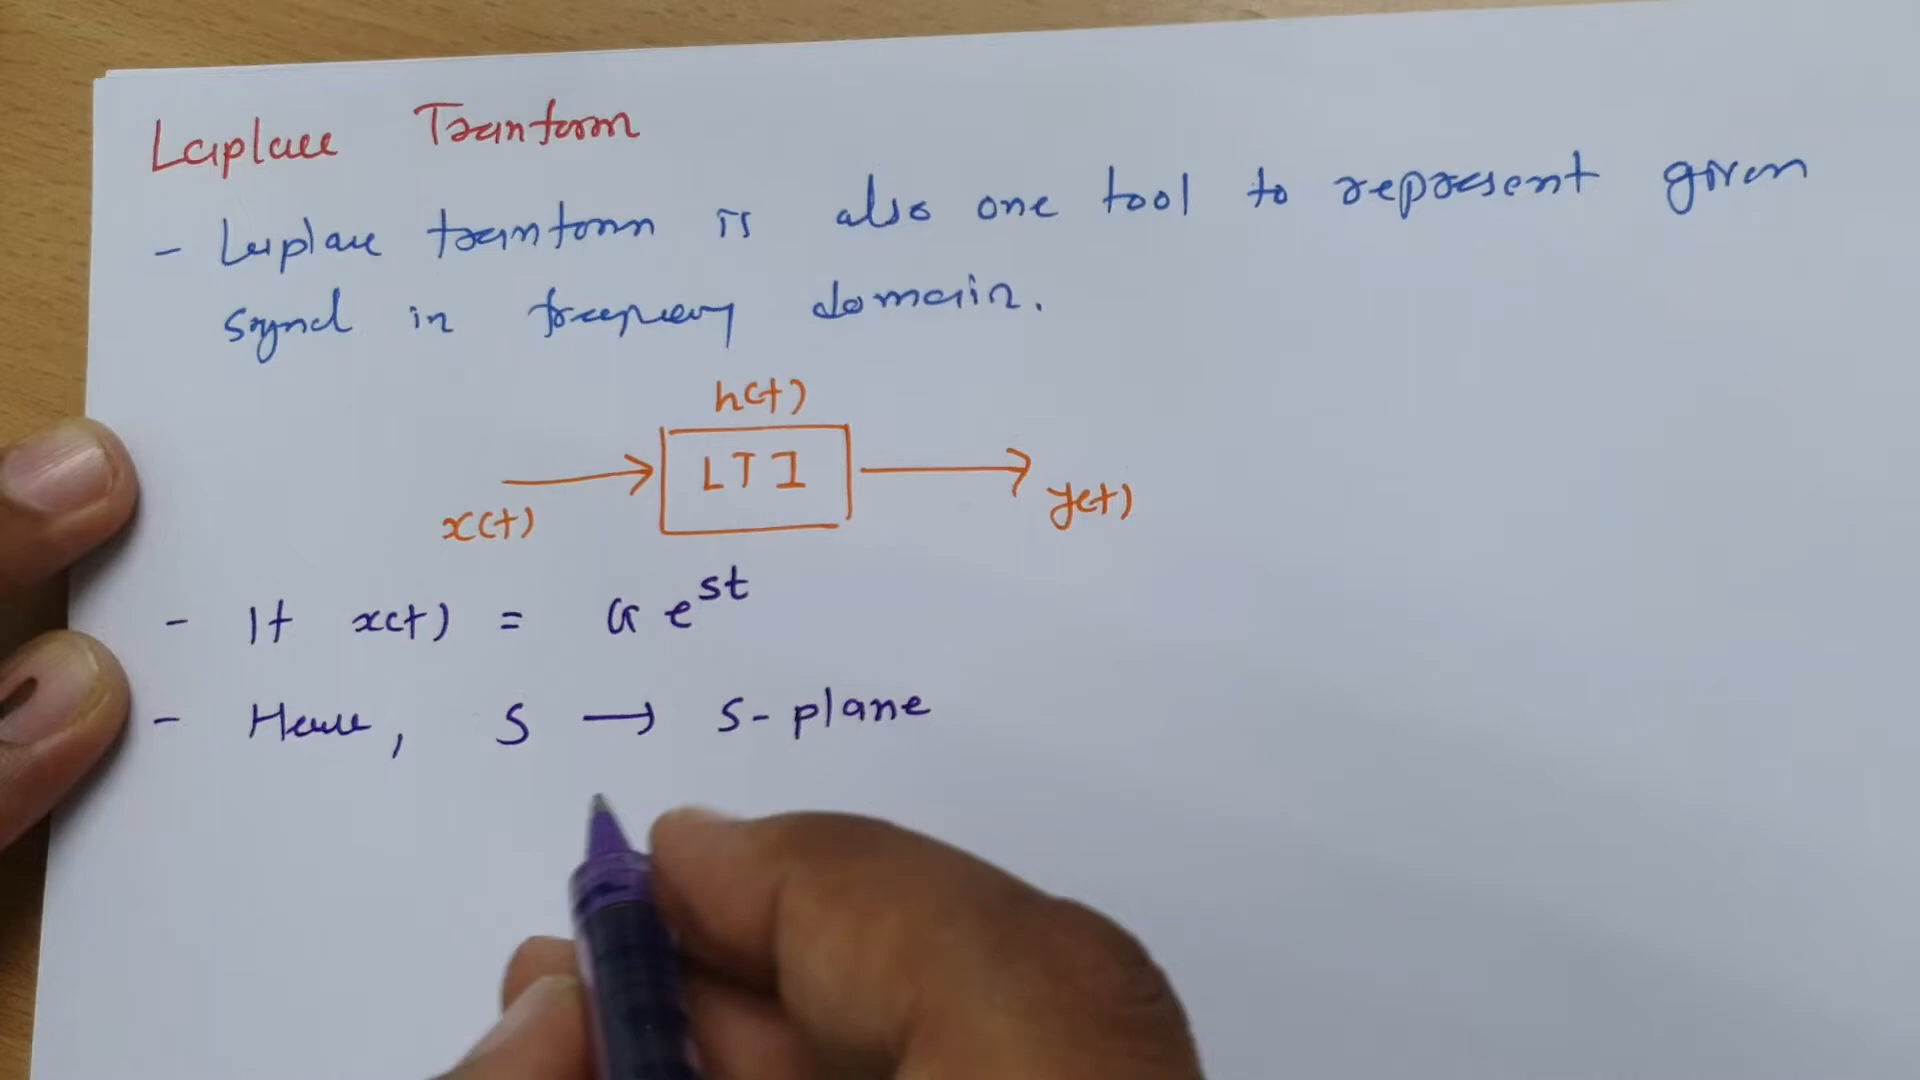 Laplace Transform
- Laplace transform is also one tool to represent given
signal in frequency domain.
h(t)
LTI
x(t)
y(t)
- If x(t) = G e^st
- Here, S → S-plane